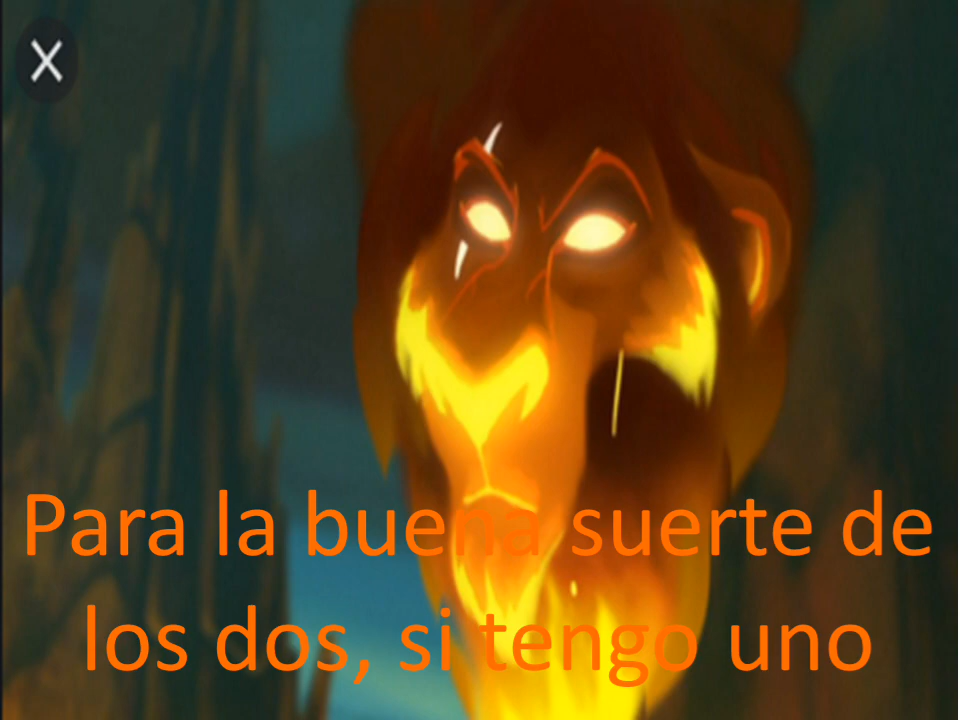 Para la buena suerte de
los dos, si tengo uno